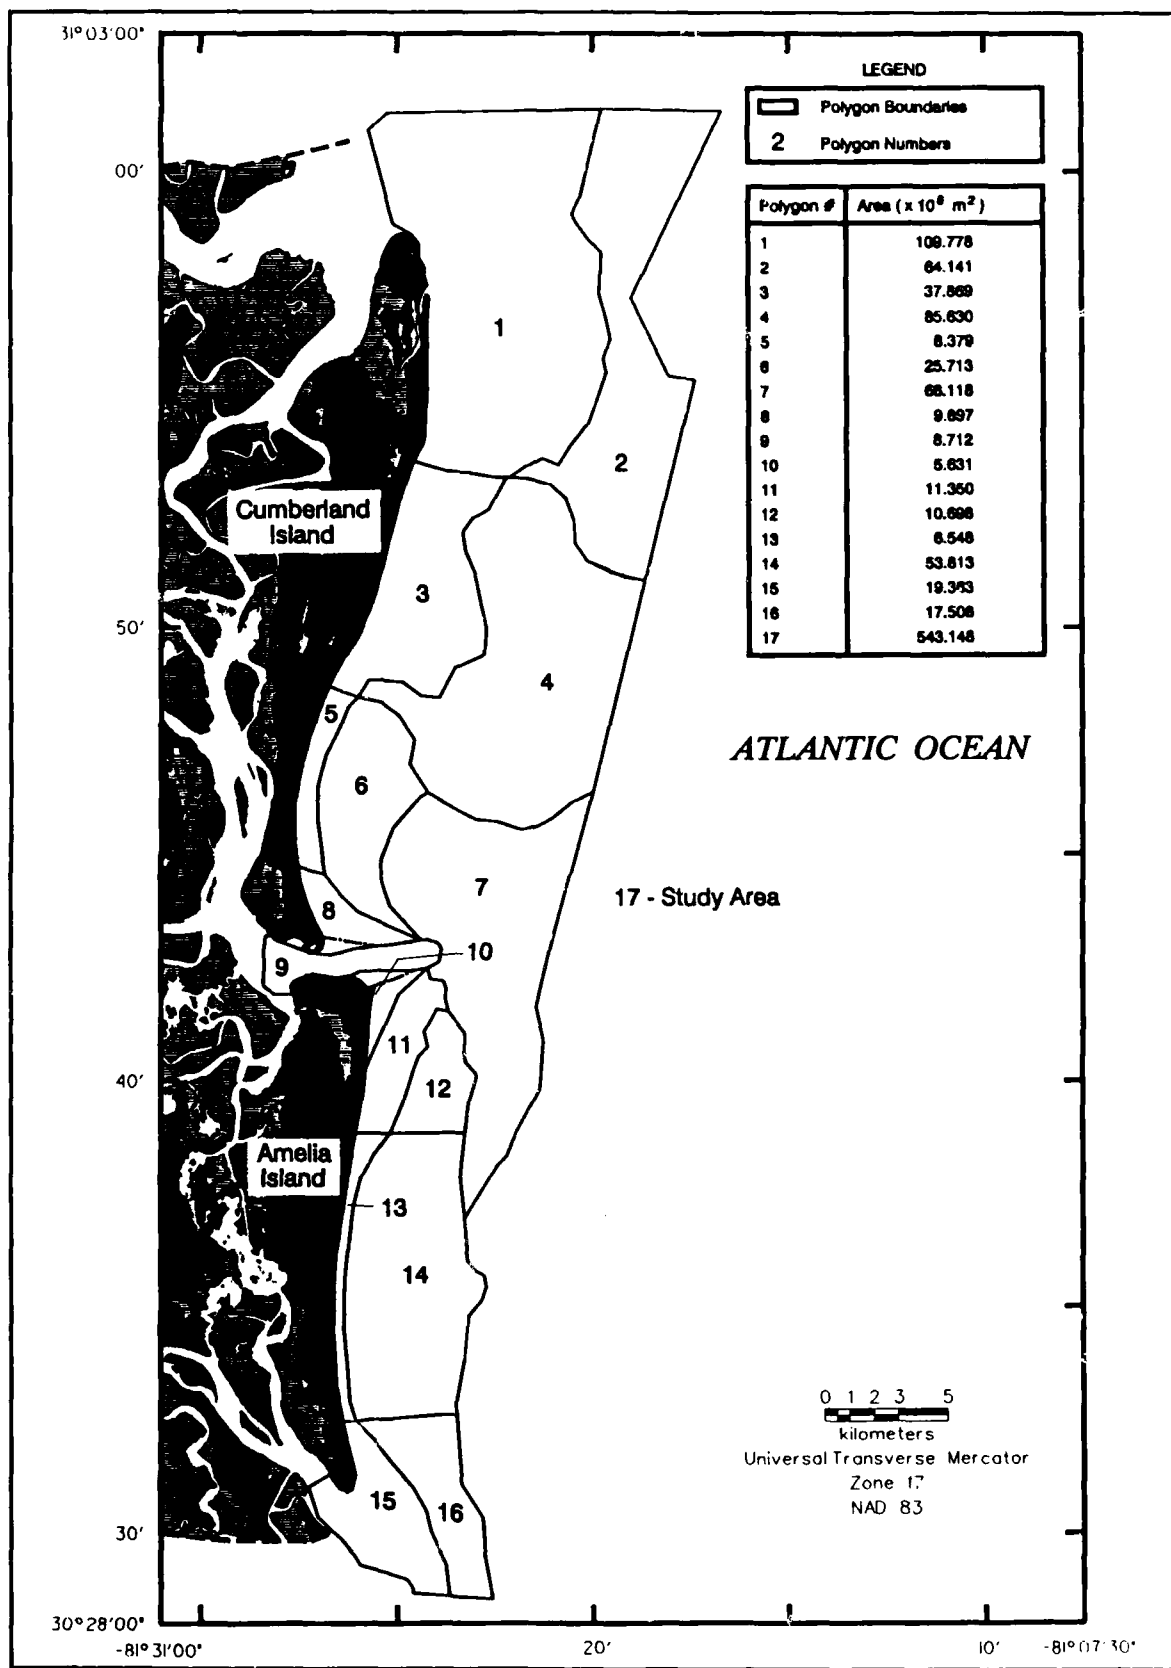 31°03'00"
00'
50'
40'
30'
30°28'00"
-81°31'00"
20'
10'
-81°07'30"
LEGEND
Polygon Boundaries
2 Polygon Numbers
Polygon # Area (x 10⁶ m²)
1 109.778
2 64.141
3 37.869
4 85.630
5 8.379
6 25.713
7 68.118
8 9.897
9 8.712
10 5.631
11 11.350
12 10.698
13 6.548
14 53.813
15 19.363
16 17.508
17 543.148
1
2
Cumberland
Island
3
4
5
ATLANTIC OCEAN
6
7
17 - Study Area
8
9
10
11
12
Amelia
Island
13
14
15
16
0 1 2 3 5
kilometers
Universal Transverse Mercator
Zone 17
NAD 83